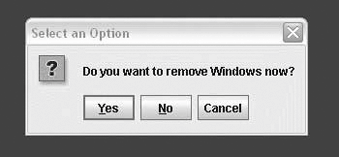 Select an Option
?
Do you want to remove Windows now?
Yes No Cancel